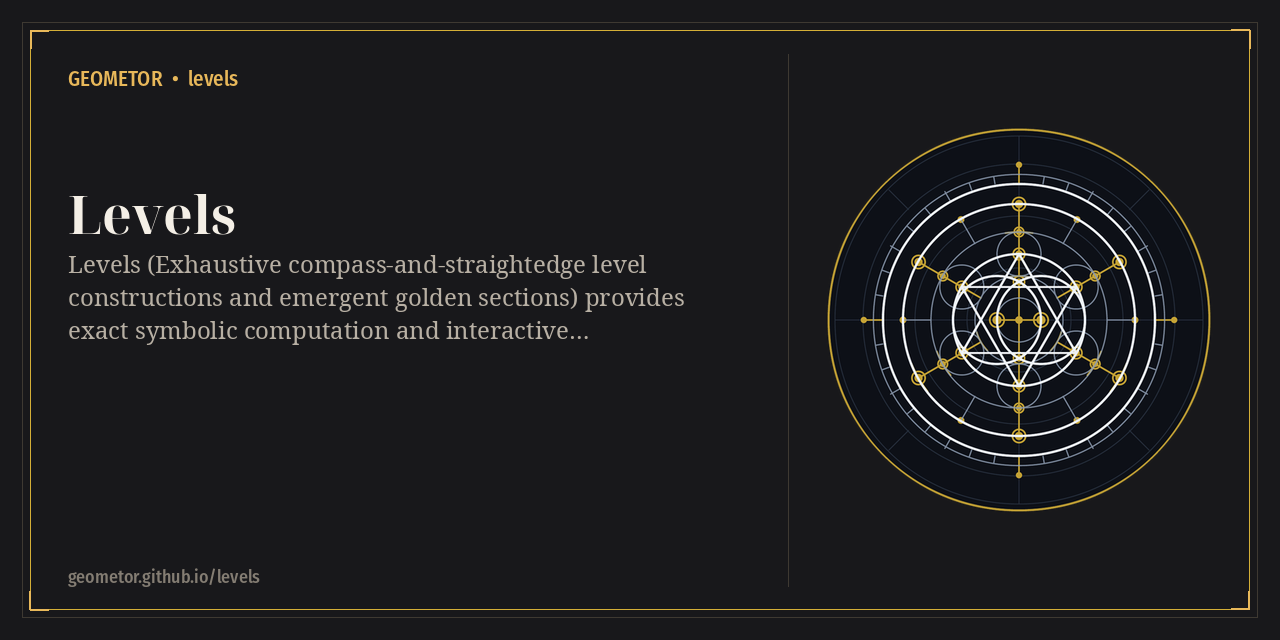 GEOMETOR • levels
Levels
Levels (Exhaustive compass-and-straightedge level
constructions and emergent golden sections) provides
exact symbolic computation and interactive...
geometor.github.io/levels